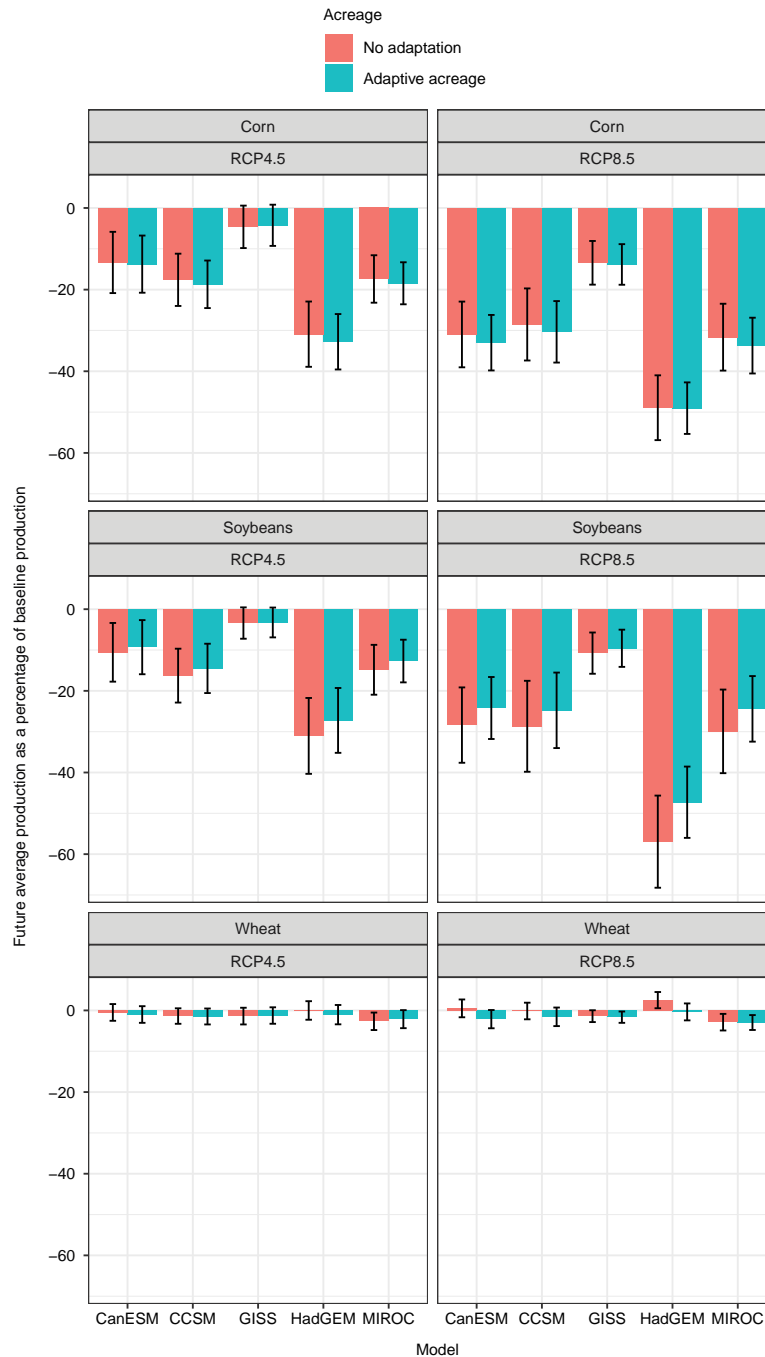 Acreage
No adaptation
Adaptive acreage
Corn
Corn
RCP4.5
RCP8.5
0
−20
−40
−60
Soybeans
Soybeans
RCP4.5
RCP8.5
0
−20
−40
−60
Wheat
Wheat
RCP4.5
RCP8.5
0
−20
−40
−60
Future average production as a percentage of baseline production
CanESM CCSM GISS HadGEM MIROC
CanESM CCSM GISS HadGEM MIROC
Model